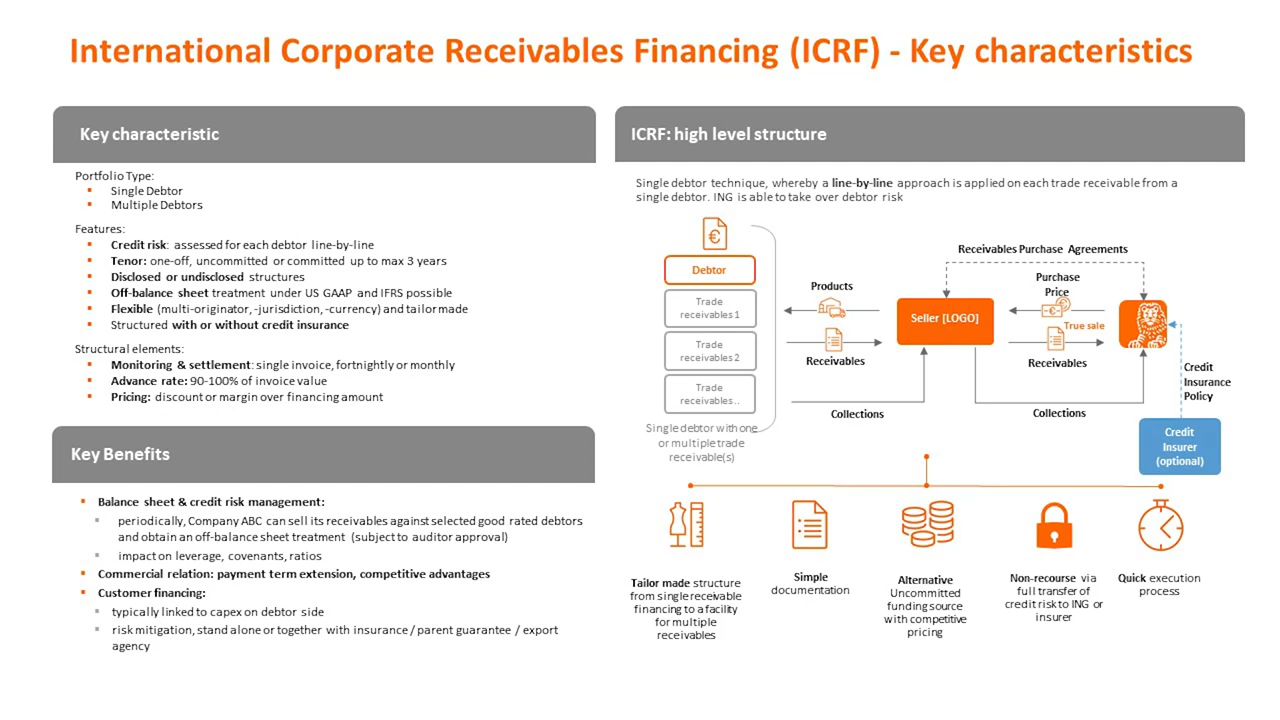 International Corporate Receivables Financing (ICRF) - Key characteristics
Key characteristic
Portfolio Type:
Single Debtor
Multiple Debtors
Features:
Credit risk: assessed for each debtor line-by-line
Tenor: one-off, uncommitted or committed up to max 3 years
Disclosed or undisclosed structures
Off-balance sheet treatment under US GAAP and IFRS possible
Flexible (multi-originator, -jurisdiction, -currency) and tailormade
Structured with or without credit insurance
Structural elements:
Monitoring & settlement: single invoice, fortnightly or monthly
Advance rate: 90-100% of invoice value
Pricing: discount or margin over financing amount
Key Benefits
Balance sheet & credit risk management:
periodically, Company ABC can sell its receivables against selected good rated debtors
and obtain an off-balance sheet treatment (subject to auditor approval)
impact on leverage, covenants, ratios
Commercial relation: payment term extension, competitive advantages
Customer financing:
typically linked to capex on debtor side
risk mitigation, stand alone or together with insurance / parent guarantee / export
agency
ICRF: high level structure
Single debtor technique, whereby a line-by-line approach is applied on each trade receivable from a
single debtor. ING is able to take over debtor risk
Debtor
Trade
receivables 1
Trade
receivables 2
Trade
receivables..
Single debtor with one
or multiple trade
receivable(s)
Products
Receivables
Collections
Seller [LOGO]
Receivables Purchase Agreements
Purchase
Price
True sale
Receivables
Collections
Credit
Insurance
Policy
Credit
Insurer
(optional)
Tailor made structure
from single receivable
financing to a facility
for multiple
receivables
Simple
documentation
Alternative
Uncommitted
funding source
with competitive
pricing
Non-recourse via
full transfer of
credit risk to ING or
insurer
Quick execution
process